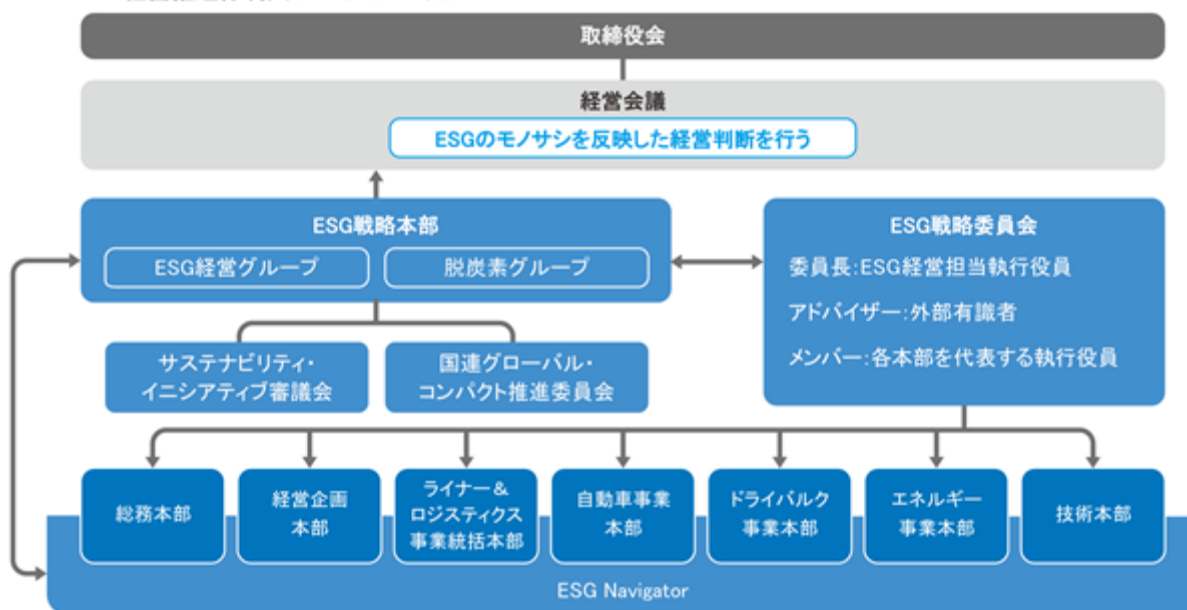 取締役会
経営会議
ESGのモノサシを反映した経営判断を行う
ESG戦略本部
ESG経営グループ
脱炭素グループ
ESG戦略委員会
委員長:ESG経営担当執行役員
アドバイザー:外部有識者
メンバー:各本部を代表する執行役員
サステナビリティ・
イニシアティブ審議会
国連グローバル・
コンパクト推進委員会
総務本部
経営企画
本部
ライナー&
ロジスティクス
事業統括本部
自動車事業
本部
ドライバルク
事業本部
エネルギー
事業本部
技術本部
ESG Navigator